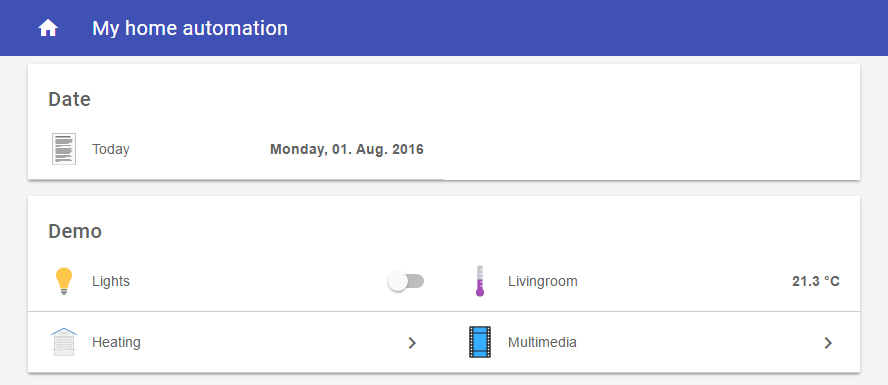 My home automation
Date
Today Monday, 01. Aug. 2016
Demo
Lights Livingroom 21.3 °C
Heating Multimedia